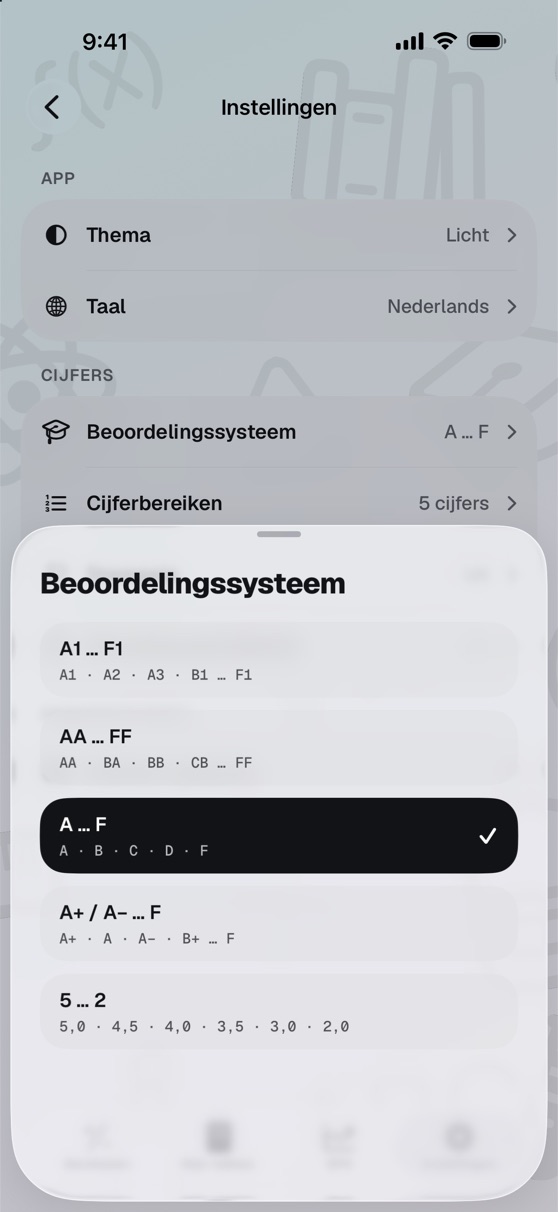 9:41
Instellingen
APP
Thema
Licht
Taal
Nederlands
CIJFERS
Beoordelingssysteem
A ... F
Cijferbereiken
5 cijfers
Beoordelingssysteem
A1 ... F1
A1 · A2 · A3 · B1 … F1
AA ... FF
AA · BA · BB · CB … FF
A ... F
A · B · C · D · F
A+ / A− ... F
A+ · A · A− · B+ … F
5 ... 2
5,0 · 4,5 · 4,0 · 3,5 · 3,0 · 2,0